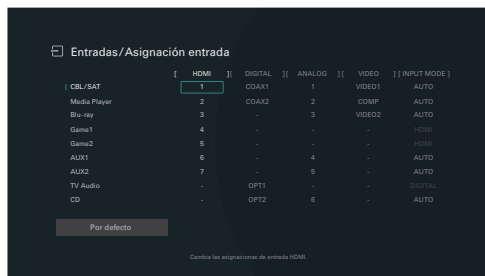 Entradas/Asignación entrada
[ HDMI ][ DIGITAL ][ ANALOG ][ VIDEO ] [ INPUT MODE ]
CBL/SAT 1 COAX1 1 VIDEO1 AUTO
Media Player 2 COAX2 2 COMP AUTO
Blu-ray 3 - 3 VIDEO2 AUTO
Game1 4 - - - HDMI
Game2 5 - - - HDMI
AUX1 6 - 4 - AUTO
AUX2 7 - 5 - AUTO
TV Audio - OPT1 - - DIGITAL
CD - OPT2 6 - AUTO
Por defecto
Cambia las asignaciones de entrada HDMI.